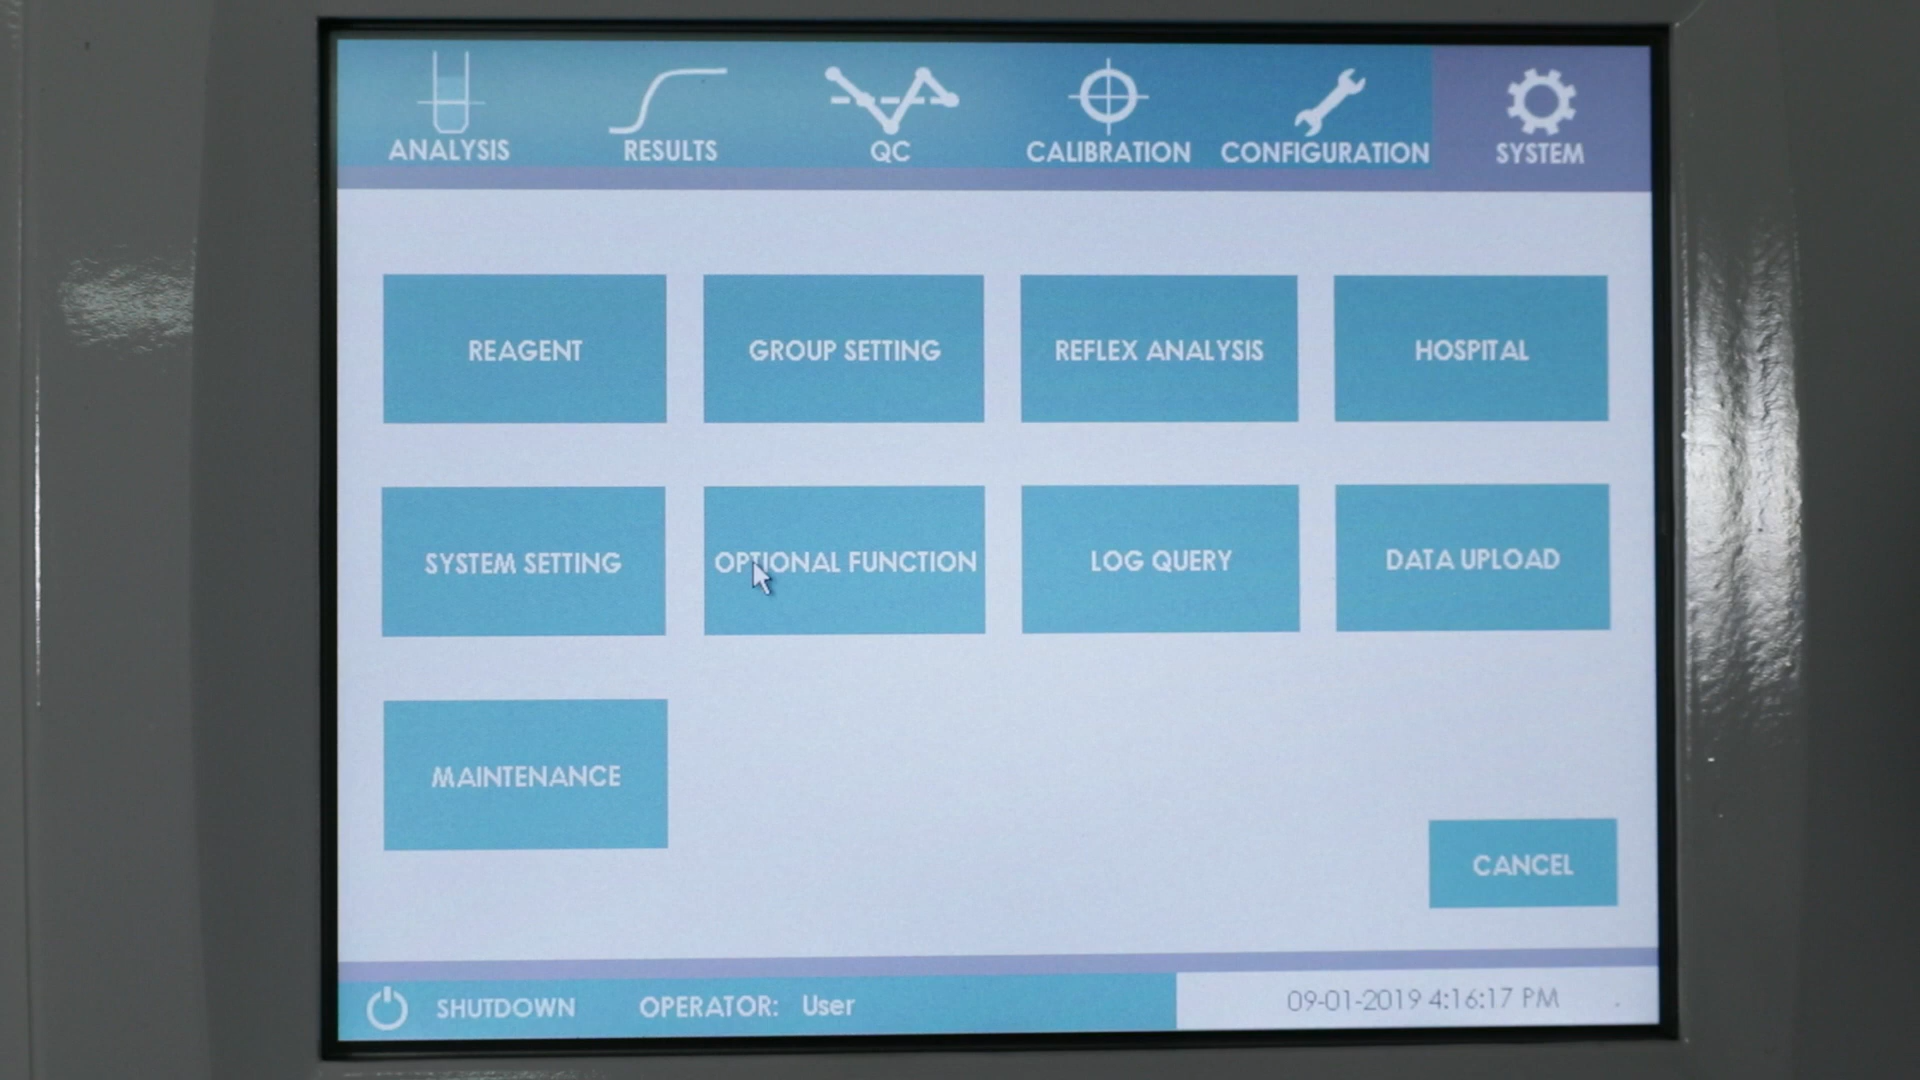 ANALYSIS
RESULTS
QC
CALIBRATION
CONFIGURATION
SYSTEM
REAGENT
GROUP SETTING
REFLEX ANALYSIS
HOSPITAL
SYSTEM SETTING
OPTIONAL FUNCTION
LOG QUERY
DATA UPLOAD
MAINTENANCE
CANCEL
SHUTDOWN
OPERATOR: User
09-01-2019 4:16:17 PM